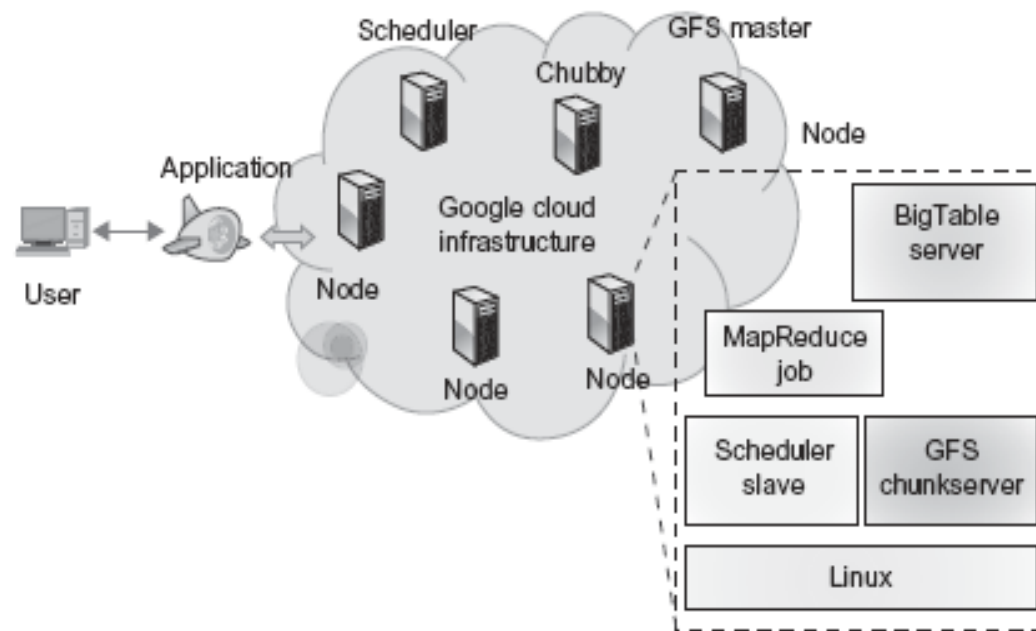 Scheduler
GFS master
Chubby
Node
Application
Google cloud
infrastructure
User
Node
Node
Node
BigTable
server
MapReduce
job
Scheduler
slave
GFS
chunkserver
Linux